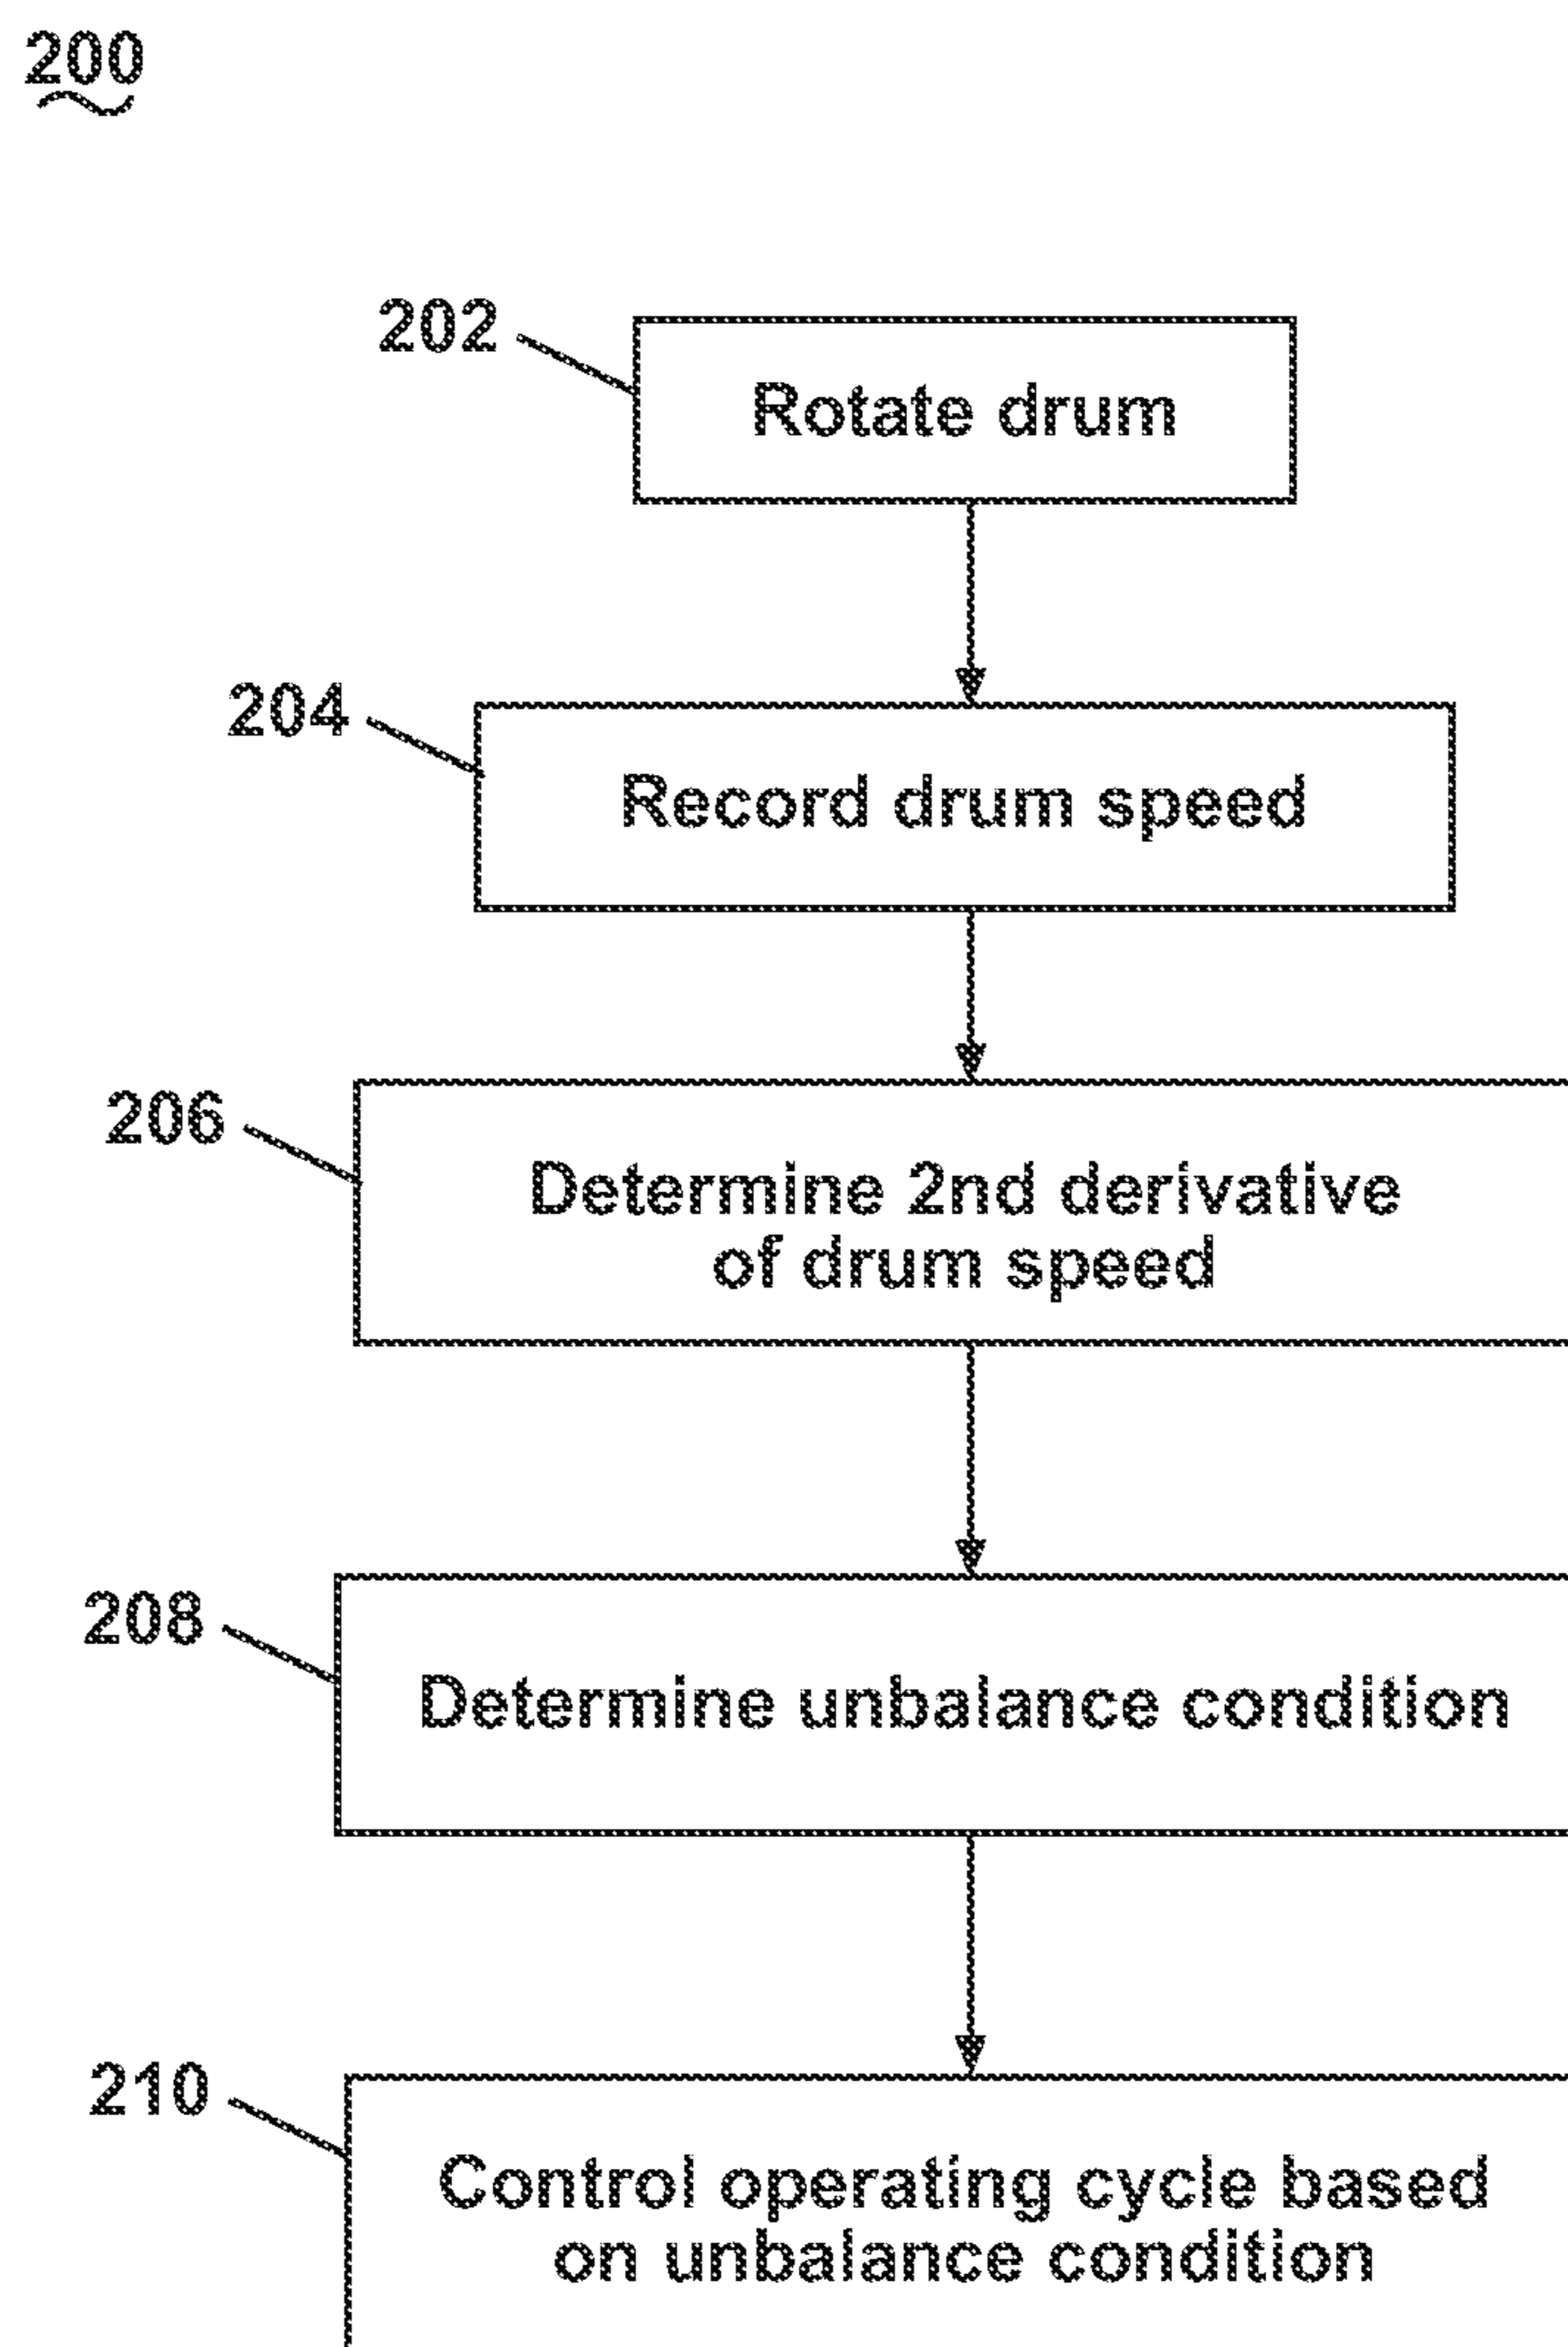 200
202
Rotate drum
204
Record drum speed
206
Determine 2nd derivative
of drum speed
208
Determine unbalance condition
210
Control operating cycle based
on unbalance condition